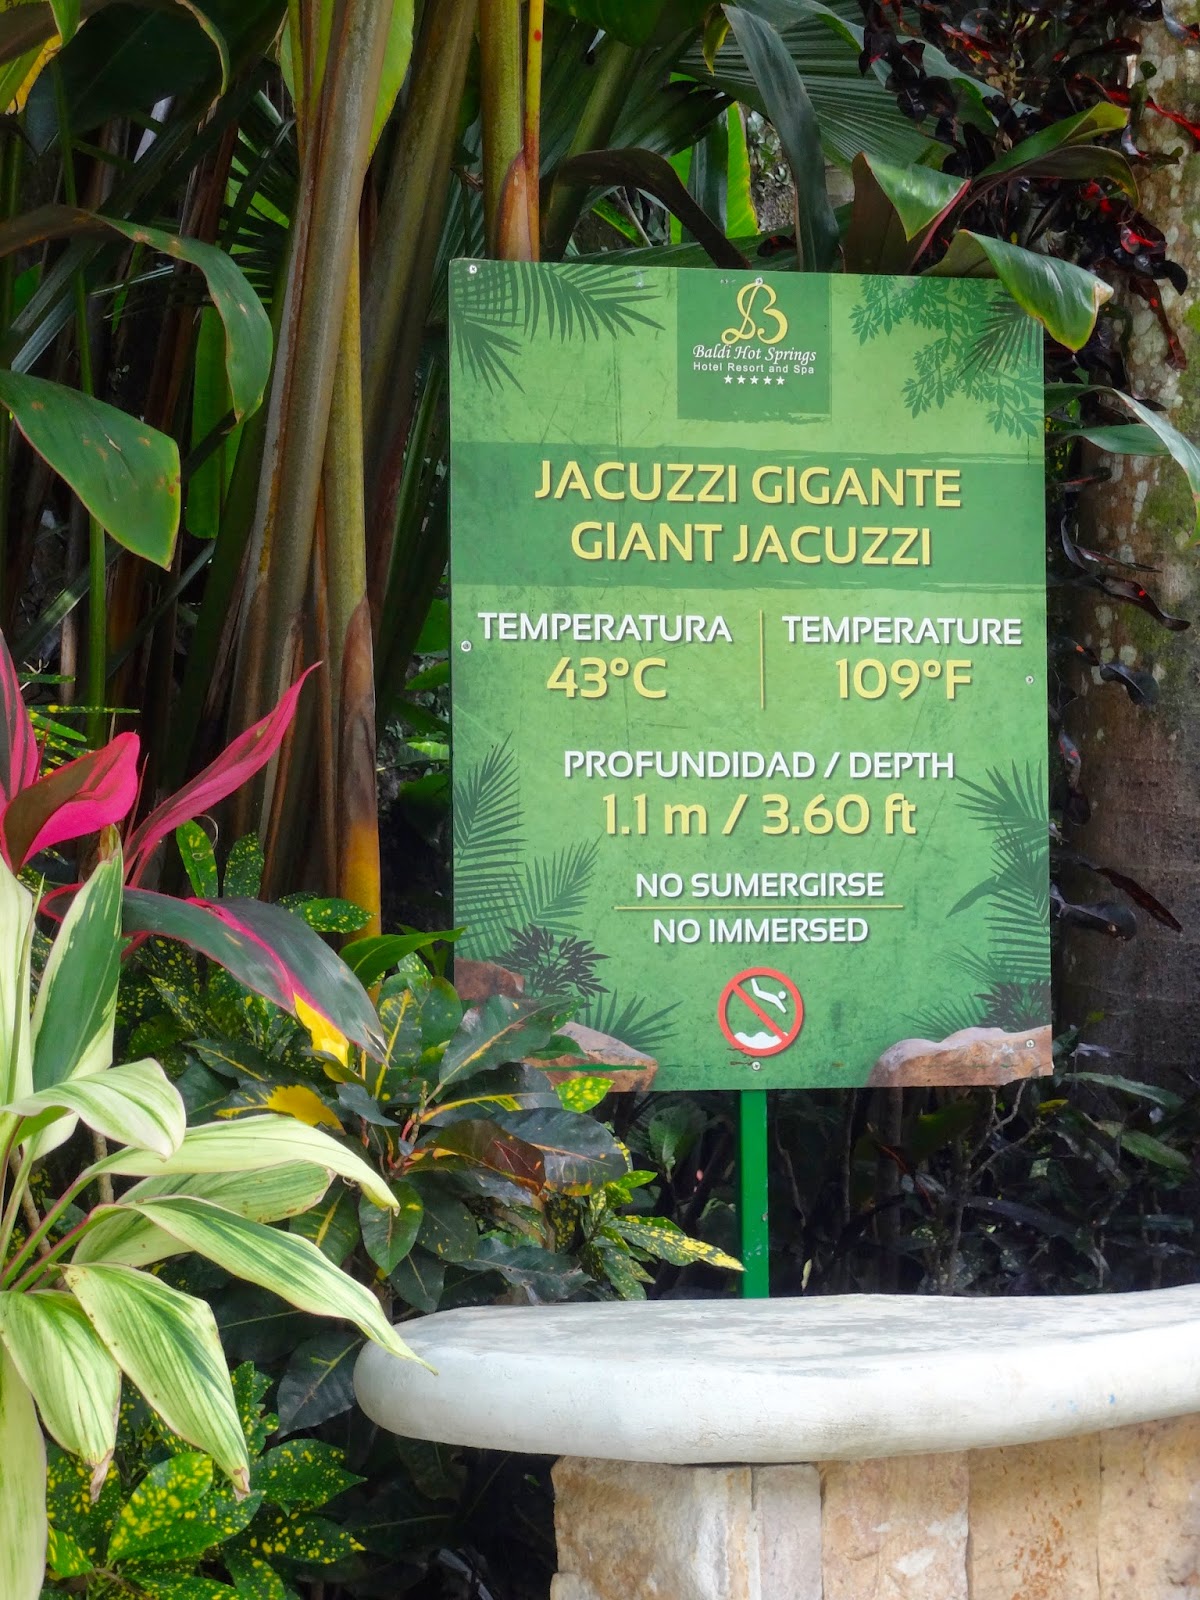 Baldi Hot Springs
Hotel Resort and Spa
JACUZZI GIGANTE
GIANT JACUZZI
TEMPERATURA
43°C
TEMPERATURE
109°F
PROFUNDIDAD / DEPTH
1.1 m / 3.60 ft
NO SUMERGIRSE
NO IMMERSED